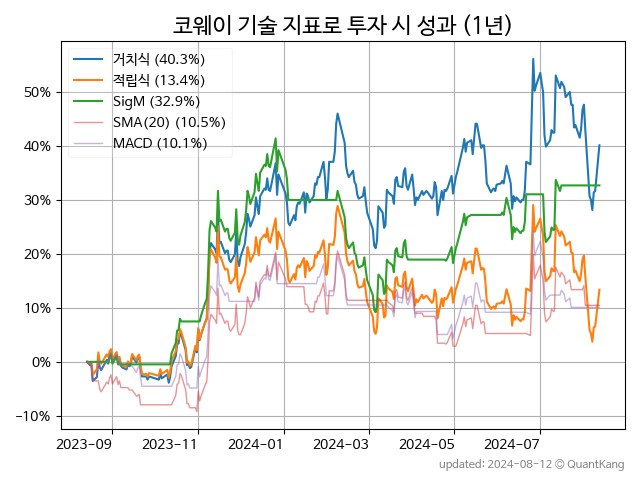 코웨이 기술 지표로 투자 시 성과 (1년)
거치식 (40.3%)
적립식 (13.4%)
SigM (32.9%)
SMA(20) (10.5%)
MACD (10.1%)
50%
40%
30%
20%
10%
0%
−10%
2023-09 2023-11 2024-01 2024-03 2024-05 2024-07
updated: 2024-08-12 © QuantKang